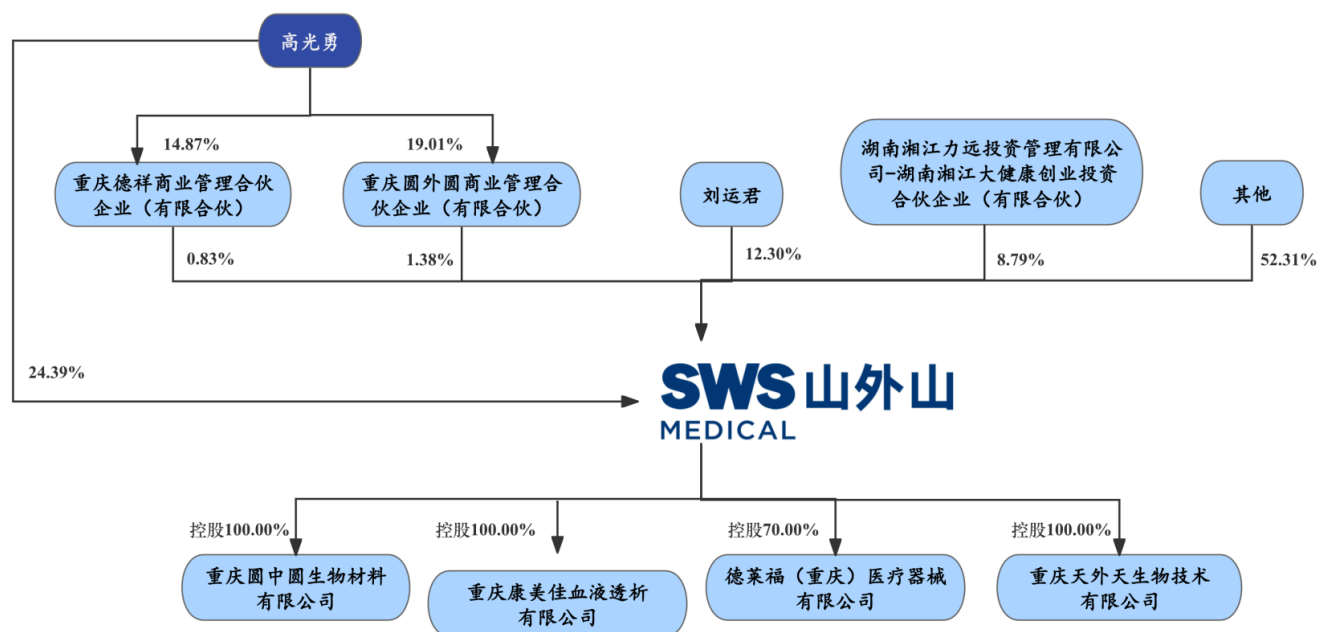 高光勇
14.87%
19.01%
重庆德祥商业管理合伙
企业（有限合伙）
重庆圆外圆商业管理合
伙企业（有限合伙）
刘运君
湖南湘江力远投资管理有限公
司-湖南湘江大健康创业投资
合伙企业（有限合伙）
其他
0.83%
1.38%
12.30%
8.79%
52.31%
24.39%
SWS山外山
MEDICAL
控股100.00%
控股100.00%
控股70.00%
控股100.00%
重庆圆中圆生物材料
有限公司
重庆康美佳血液透析
有限公司
德莱福（重庆）医疗器械
有限公司
重庆天外天生物技术
有限公司